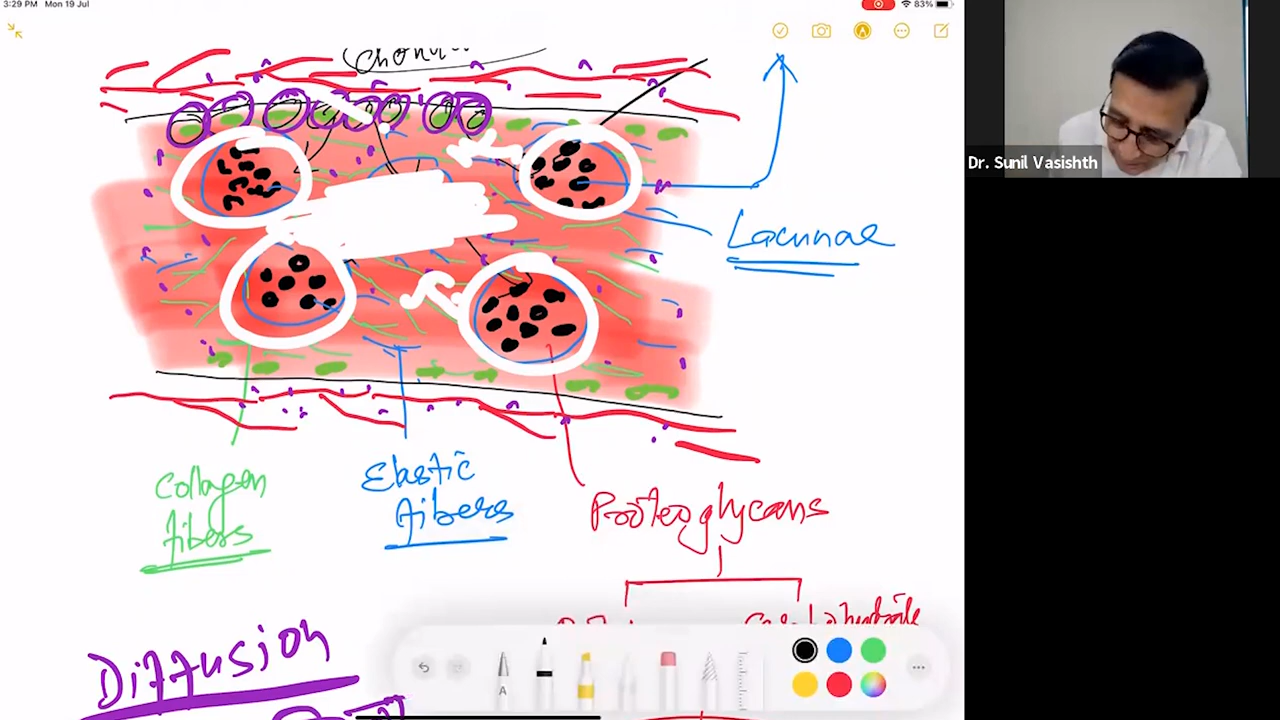 3:29 PM Mon 19 Jul
83%
Dr. Sunil Vasishth
Lacunae
Collagen
fibers
Elastic
fibers
Proteoglycans
Diffusion
A